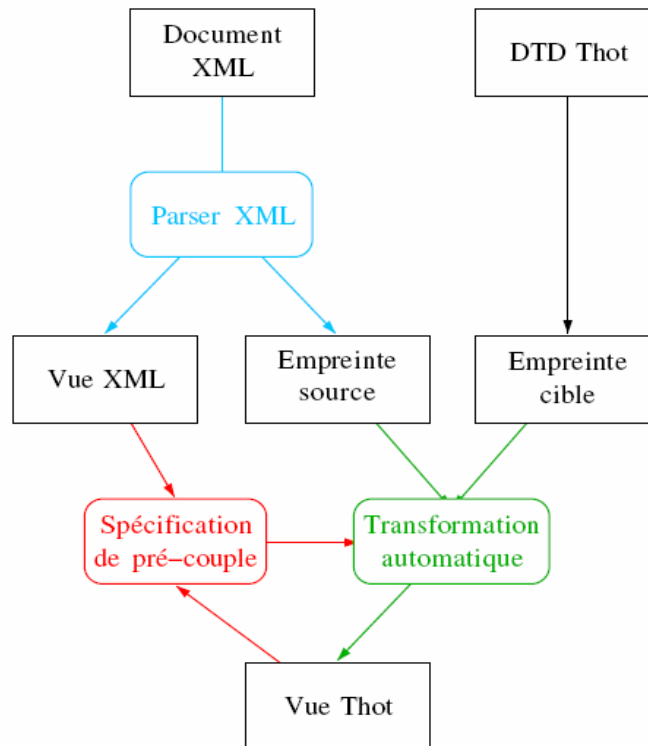 Document
XML
DTD Thot
Parser XML
Vue XML
Empreinte
source
Empreinte
cible
Spécification
de pré–couple
Transformation
automatique
Vue Thot